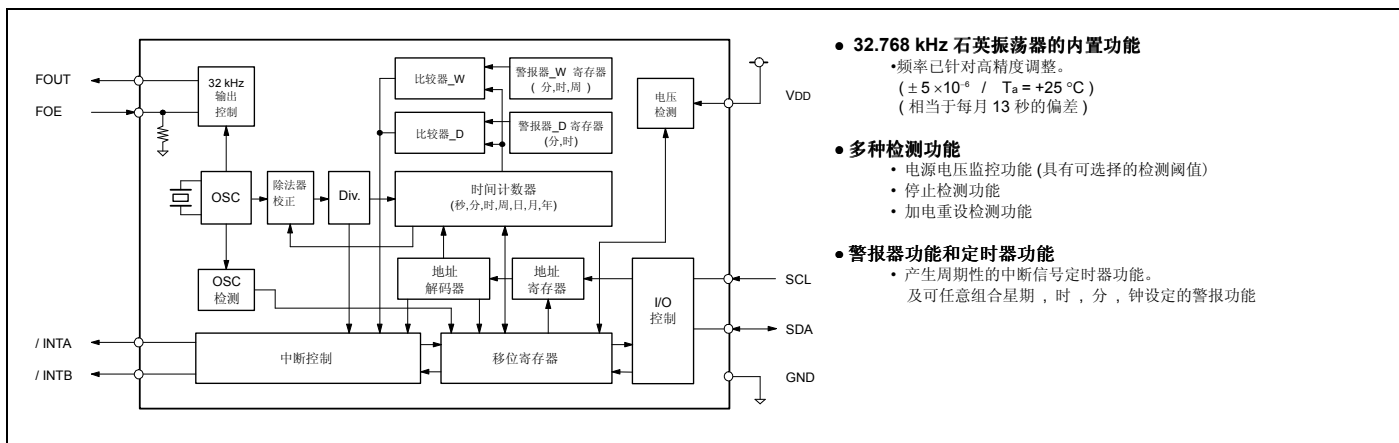 FOUT
FOE
32 kHz
输出
控制
比较器_W
警报器_W 寄存器
( 分,时,周 )
比较器_D
警报器_D 寄存器
(分,时)
电压
检测
VDD
OSC
除法器
校正
Div.
时间计数器
(秒,分,时,周,日,月,年)
OSC
检测
地址
解码器
地址
寄存器
I/O
控制
SCL
SDA
/ INTA
/ INTB
中断控制
移位寄存器
GND
● 32.768 kHz 石英振荡器的内置功能
•频率已针对高精度调整。
( ± 5 ×10⁻⁶ / Ta = +25 °C )
( 相当于每月 13 秒的偏差 )
● 多种检测功能
• 电源电压监控功能 (具有可选择的检测阈值)
• 停止检测功能
• 加电重设检测功能
● 警报器功能和定时器功能
• 产生周期性的中断信号定时器功能。
及可任意组合星期 , 时 , 分 , 钟设定的警报功能